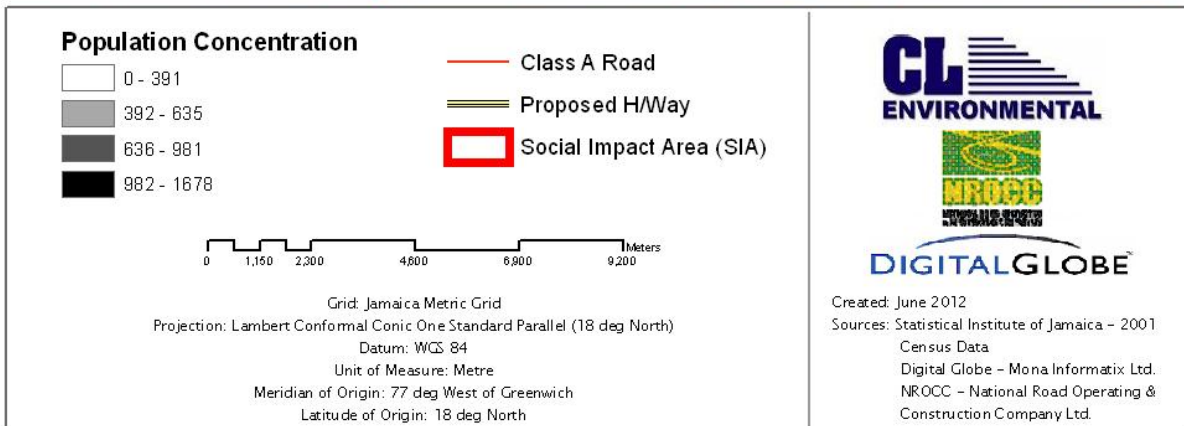 Population Concentration
0 - 391
392 - 635
636 - 981
982 - 1678
Class A Road
Proposed H/Way
Social Impact Area (SIA)
Meters
0 1,150 2,300 4,600 6,900 9,200
Grid: Jamaica Metric Grid
Projection: Lambert Conformal Conic One Standard Parallel (18 deg North)
Datum: WGS 84
Unit of Measure: Metre
Meridian of Origin: 77 deg West of Greenwich
Latitude of Origin: 18 deg North
CL
ENVIRONMENTAL
NROCC
DIGITALGLOBE™
Created: June 2012
Sources: Statistical Institute of Jamaica - 2001
Census Data
Digital Globe - Mona Informatix Ltd.
NROCC - National Road Operating &
Construction Company Ltd.